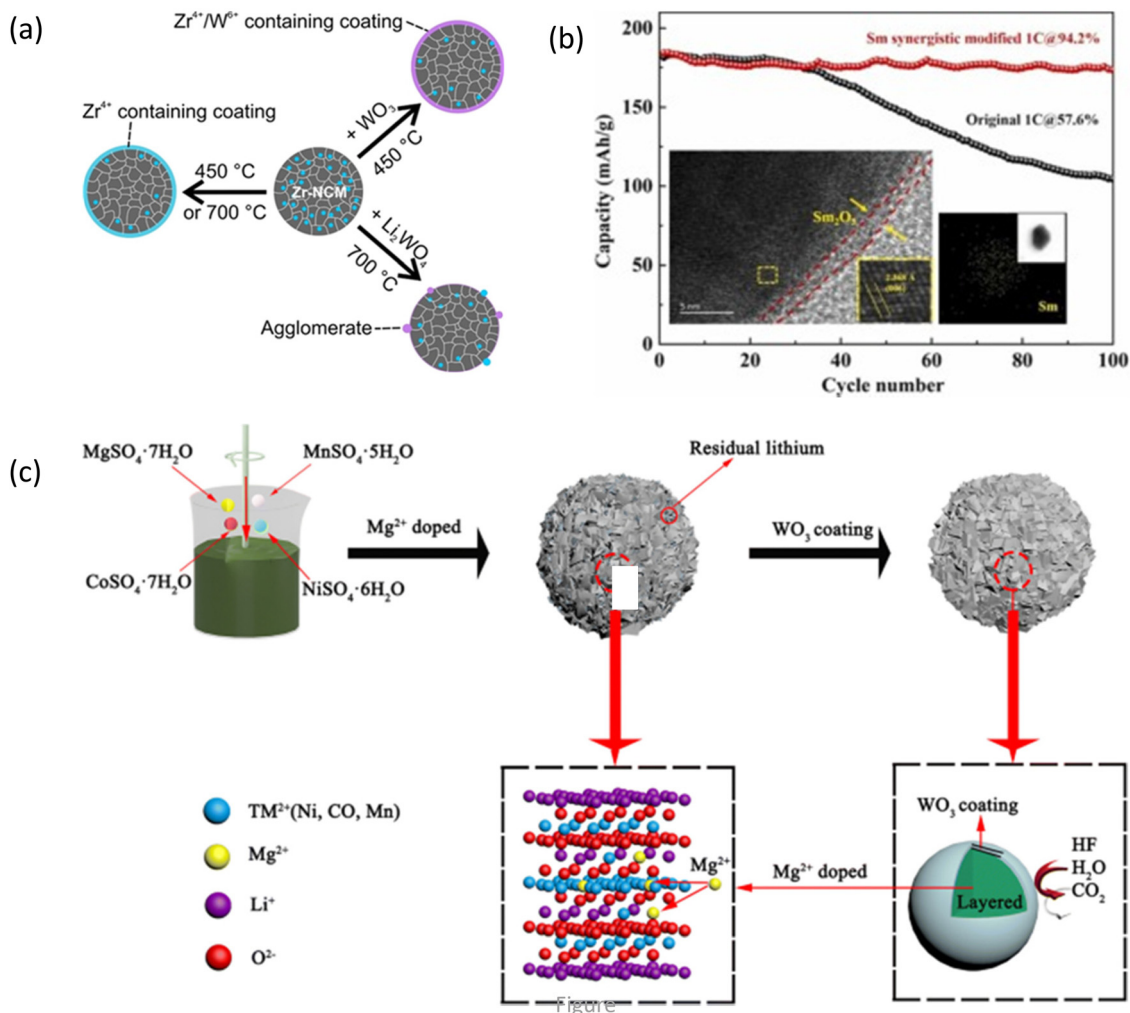 (a)
Zr⁴⁺/W⁶⁺ containing coating
Zr⁴⁺ containing coating
+ WO₃
450 °C
450 °C
or 700 °C
Zr-NCM
+ Li₂WO₄
700 °C
Agglomerate
(b)
Sm synergistic modified 1C@94.2%
Original 1C@57.6%
Capacity (mAh/g)
200
150
100
50
0
0
20
40
60
80
100
Cycle number
5 nm
Sm
(c)
MgSO₄·7H₂O
MnSO₄·5H₂O
CoSO₄·7H₂O
NiSO₄·6H₂O
Mg²⁺ doped
Residual lithium
WO₃ coating
TM²⁺(Ni, CO, Mn)
Mg²⁺
Li⁺
O²⁻
Mg²⁺
Mg²⁺ doped
WO₃ coating
Layered
HF
H₂O
CO₂
Figure